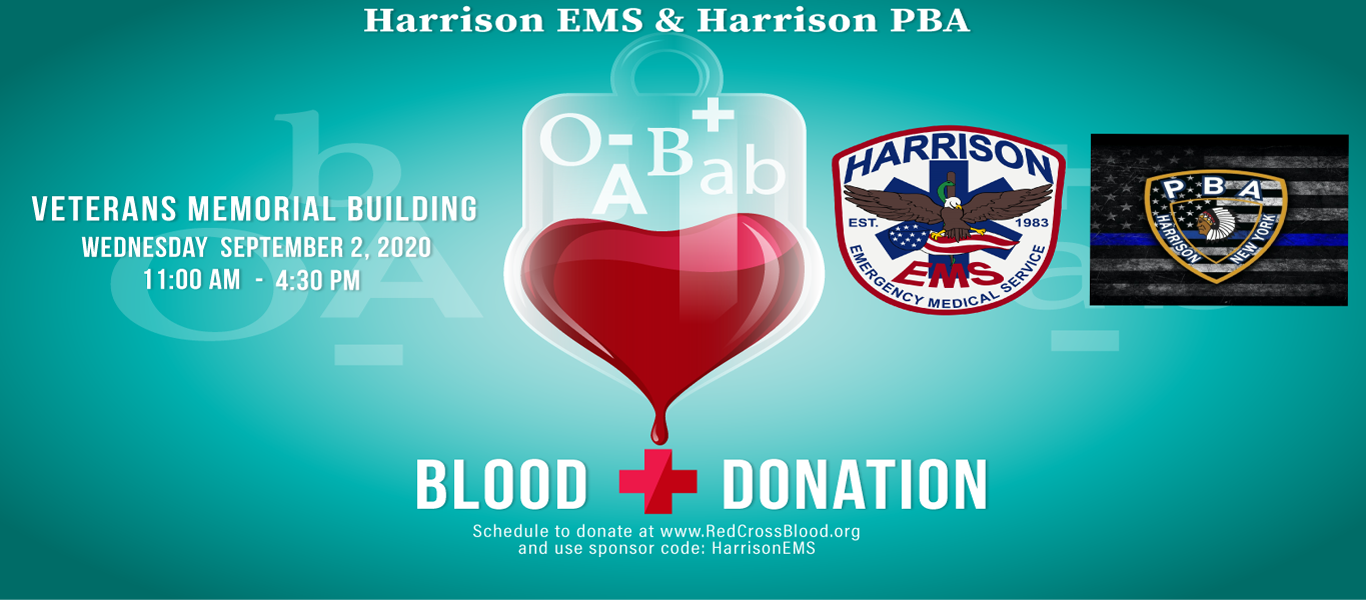 Harrison EMS & Harrison PBA
O - B +
A ab
VETERANS MEMORIAL BUILDING
WEDNESDAY SEPTEMBER 2, 2020
11:00 AM - 4:30 PM
HARRISON
EST. 1983
EMS
EMERGENCY MEDICAL SERVICE
PBA
HARRISON NEW YORK
b
O A
-
a
-
BLOOD + DONATION
Schedule to donate at www.RedCrossBlood.org
and use sponsor code: HarrisonEMS